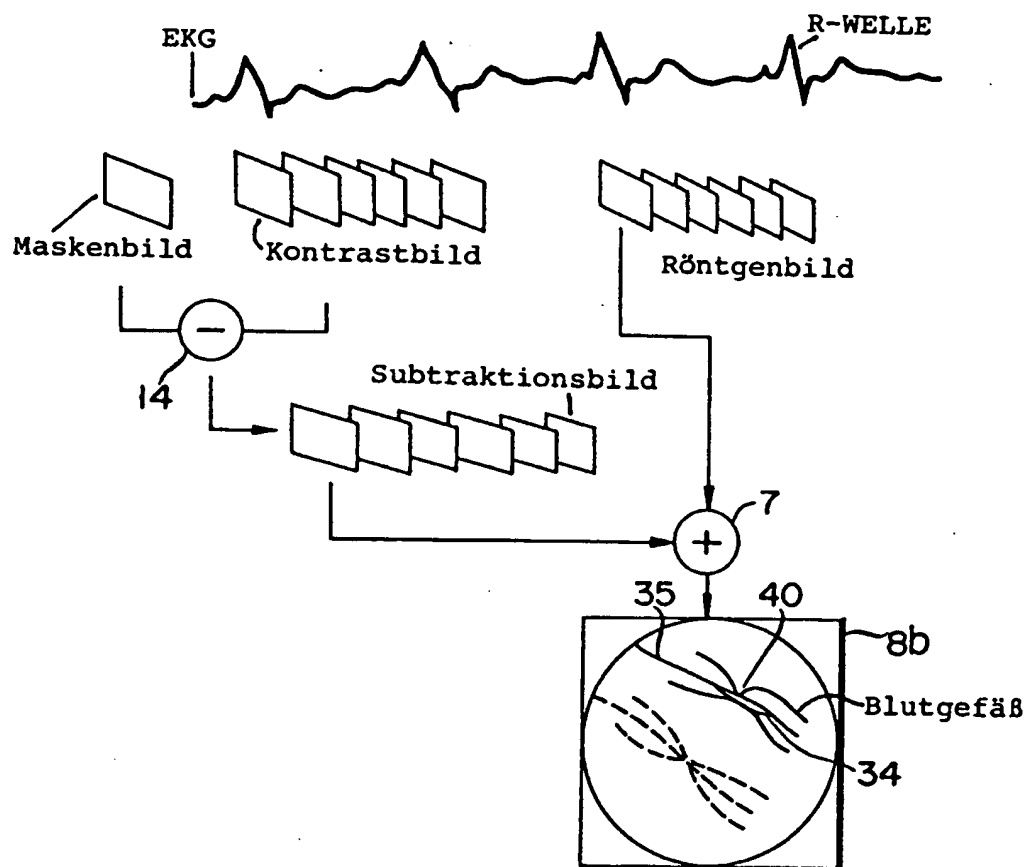 EKG
R-WELLE
Maskenbild
Kontrastbild
Röntgenbild
−
14
Subtraktionsbild
7
+
35
40
8b
Blutgefäß
34